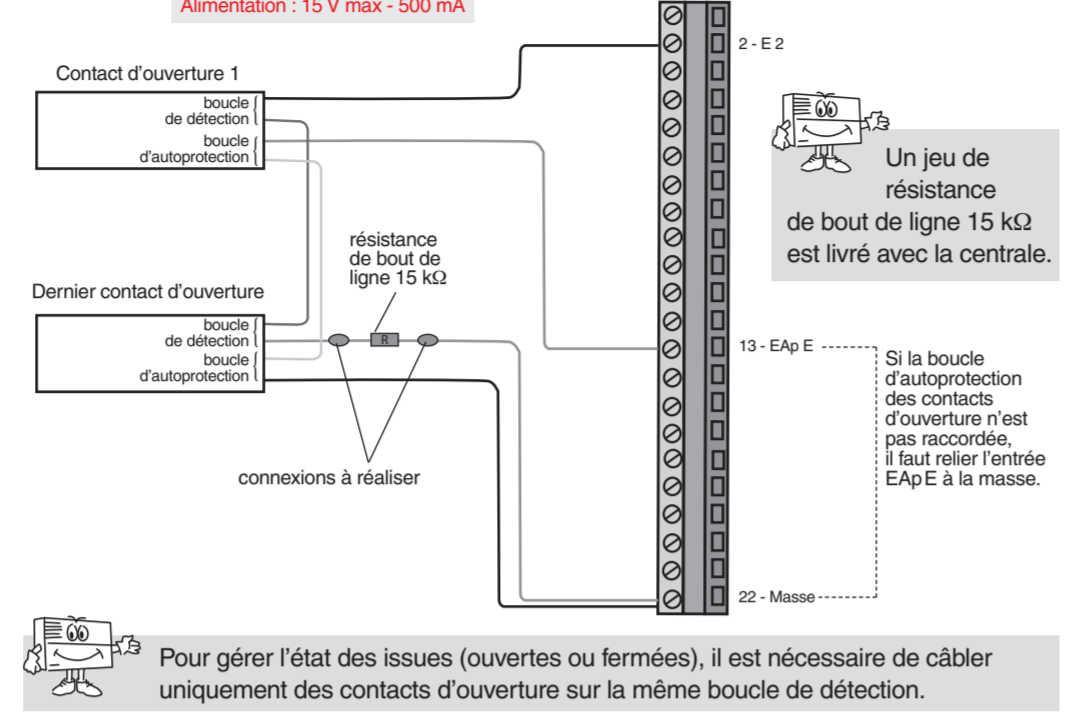 Alimentation : 15 V max - 500 mA
2 - E 2
Contact d'ouverture 1
boucle
de détection
boucle
d'autoprotection
Un jeu de
résistance
de bout de ligne 15 kΩ
est livré avec la centrale.
résistance
de bout de
ligne 15 kΩ
Dernier contact d'ouverture
boucle
de détection
boucle
d'autoprotection
R
13 - EAp E
Si la boucle
d'autoprotection
des contacts
d'ouverture n'est
pas raccordée,
il faut relier l'entrée
EAp E à la masse.
connexions à réaliser
22 - Masse
Pour gérer l'état des issues (ouvertes ou fermées), il est nécessaire de câbler
uniquement des contacts d'ouverture sur la même boucle de détection.